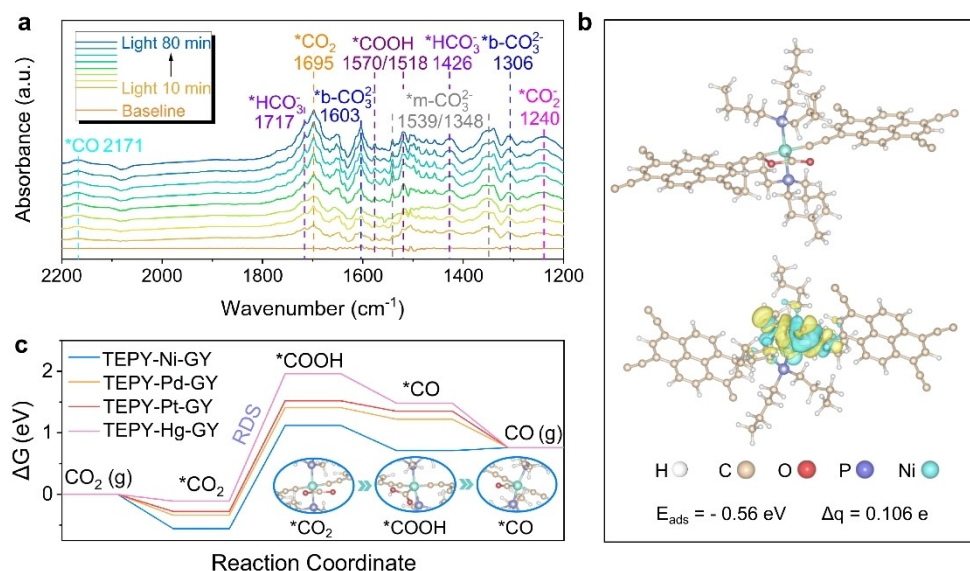 a
Absorbance (a.u.)
Light 80 min
Light 10 min
Baseline
*CO 2171
*HCO₃⁻
1717
*CO₂
1695
*b-CO₃²⁻
1603
*COOH
1570/1518
*m-CO₃²⁻
1539/1348
*HCO₃⁻
1426
*b-CO₃²⁻
1306
*CO₂⁻
1240
2200 2000 1800 1600 1400 1200
Wavenumber (cm⁻¹)
b
H C O P Ni
E_ads = - 0.56 eV Δq = 0.106 e
c
ΔG (eV)
2
1
0
TEPY-Ni-GY
TEPY-Pd-GY
TEPY-Pt-GY
TEPY-Hg-GY
CO₂ (g)
*CO₂
RDS
*COOH
*CO
CO (g)
*CO₂
*COOH
*CO
Reaction Coordinate